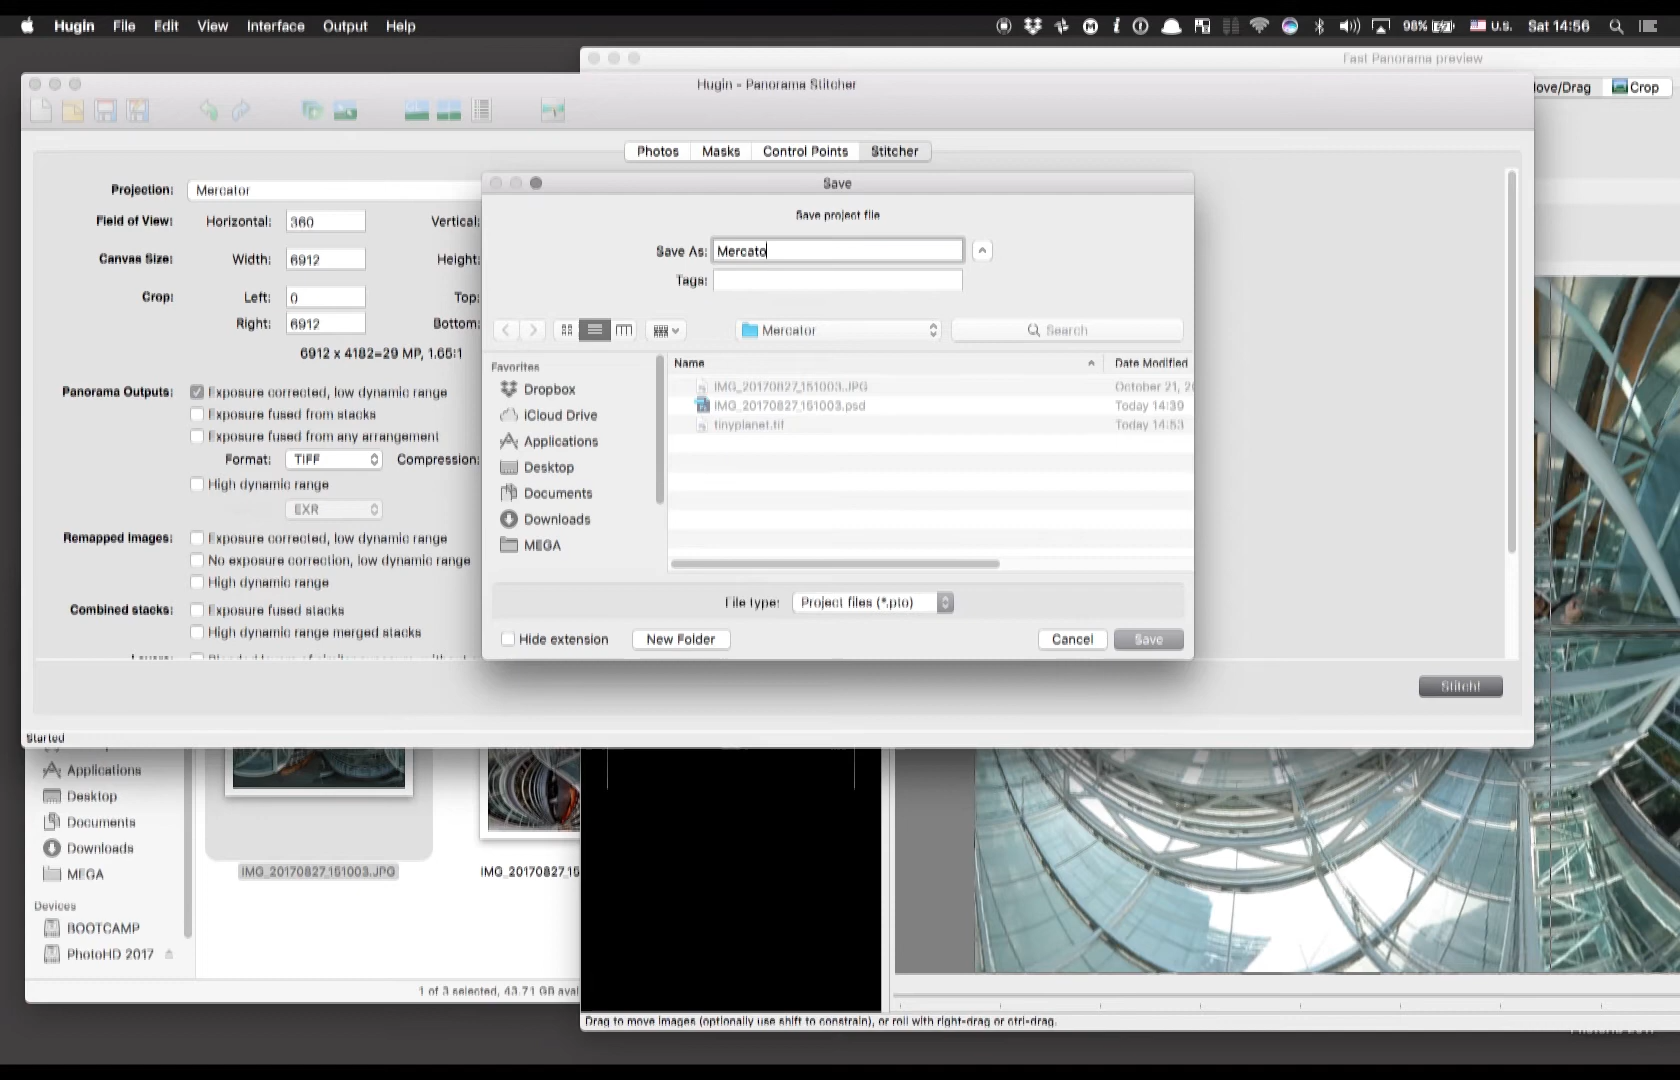 Hugin File Edit View Interface Output Help 98% U.S. Sat 14:56
Fast Panorama preview
Hugin - Panorama Stitcher
Move/Drag Crop
Photos Masks Control Points Stitcher
Projection: Mercator
Field of View: Horizontal: 360 Vertical:
Canvas Size: Width: 6912 Height:
Crop: Left: 0 Top:
Right: 6912 Bottom:
6912 x 4182=29 MP, 1.65:1
Panorama Outputs: Exposure corrected, low dynamic range
Exposure fused from stacks
Exposure fused from any arrangement
Format: TIFF Compression:
High dynamic range
EXR
Remapped Images: Exposure corrected, low dynamic range
No exposure correction, low dynamic range
High dynamic range
Combined stacks: Exposure fused stacks
High dynamic range merged stacks
Save
Save project file
Save As: Mercato
Tags:
Mercator Search
Favorites
Dropbox
iCloud Drive
Applications
Desktop
Documents
Downloads
MEGA
Name Date Modified
IMG_20170827_151003.JPG October 21, 20
IMG_20170827_151003.psd Today 14:39
tinyplanet.tif Today 14:53
File type: Project files (*.pto)
Hide extension New Folder Cancel Save
Stitch!
Started
Applications
Desktop
Documents
Downloads
MEGA
Devices
BOOTCAMP
PhotoHD 2017
IMG_20170827_151003.JPG IMG_20170827_15
1 of 3 selected, 43.71 GB avai
Drag to move images (optionally use shift to constrain), or roll with right-drag or ctrl-drag.